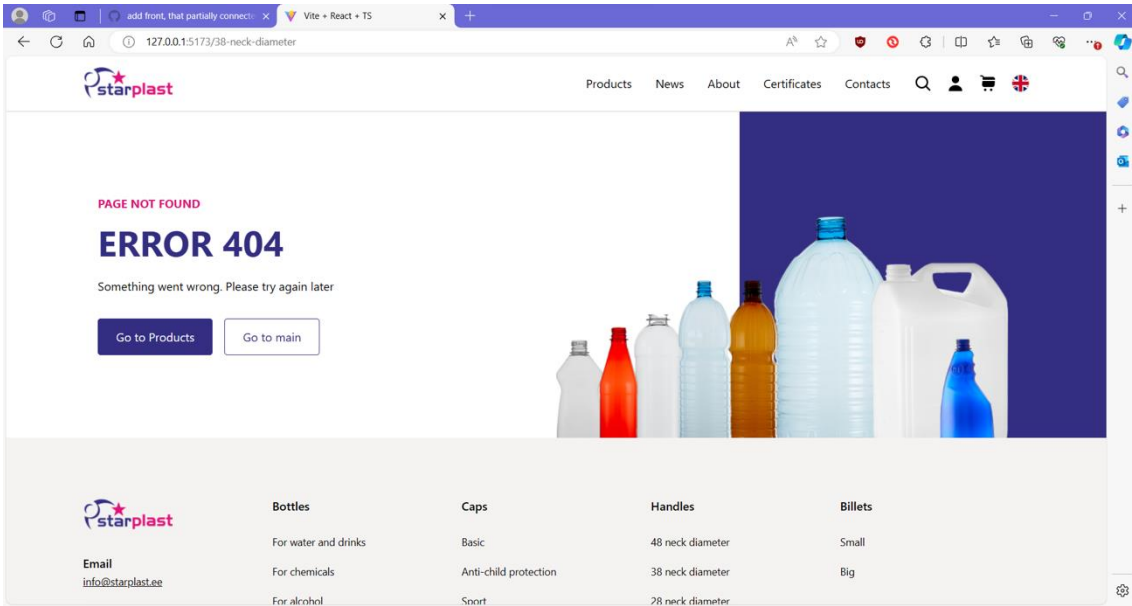 add front, that partially connecte
Vite + React + TS
127.0.0.1:5173/38-neck-diameter
starplast
Products News About Certificates Contacts
PAGE NOT FOUND
ERROR 404
Something went wrong. Please try again later
Go to Products Go to main
starplast
Bottles Caps Handles Billets
For water and drinks Basic 48 neck diameter Small
Email
info@starplast.ee
For chemicals Anti-child protection 38 neck diameter Big
For alcohol Sport 28 neck diameter